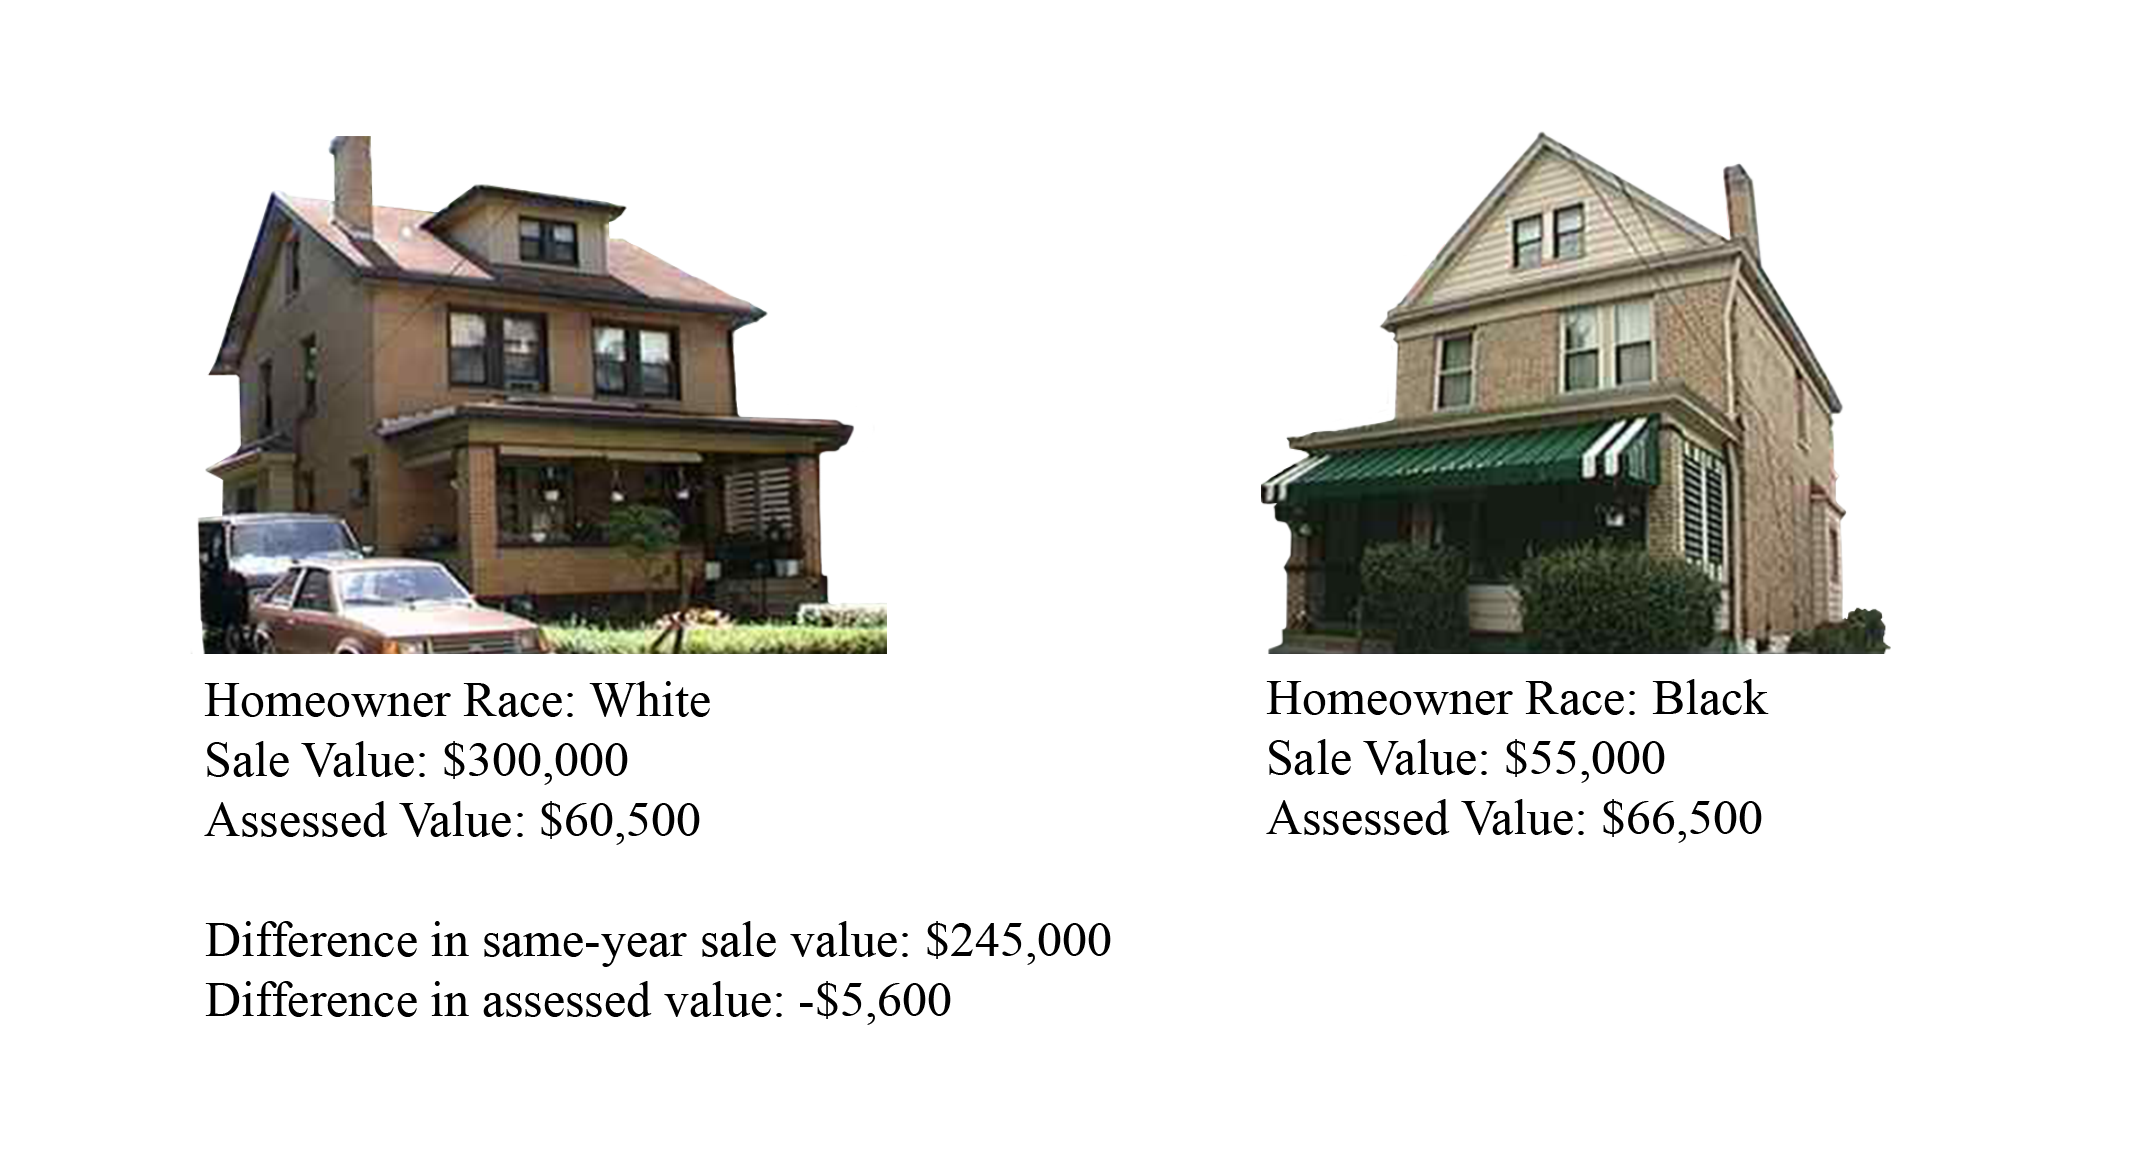 Homeowner Race: White
Sale Value: $300,000
Assessed Value: $60,500
Homeowner Race: Black
Sale Value: $55,000
Assessed Value: $66,500
Difference in same-year sale value: $245,000
Difference in assessed value: -$5,600